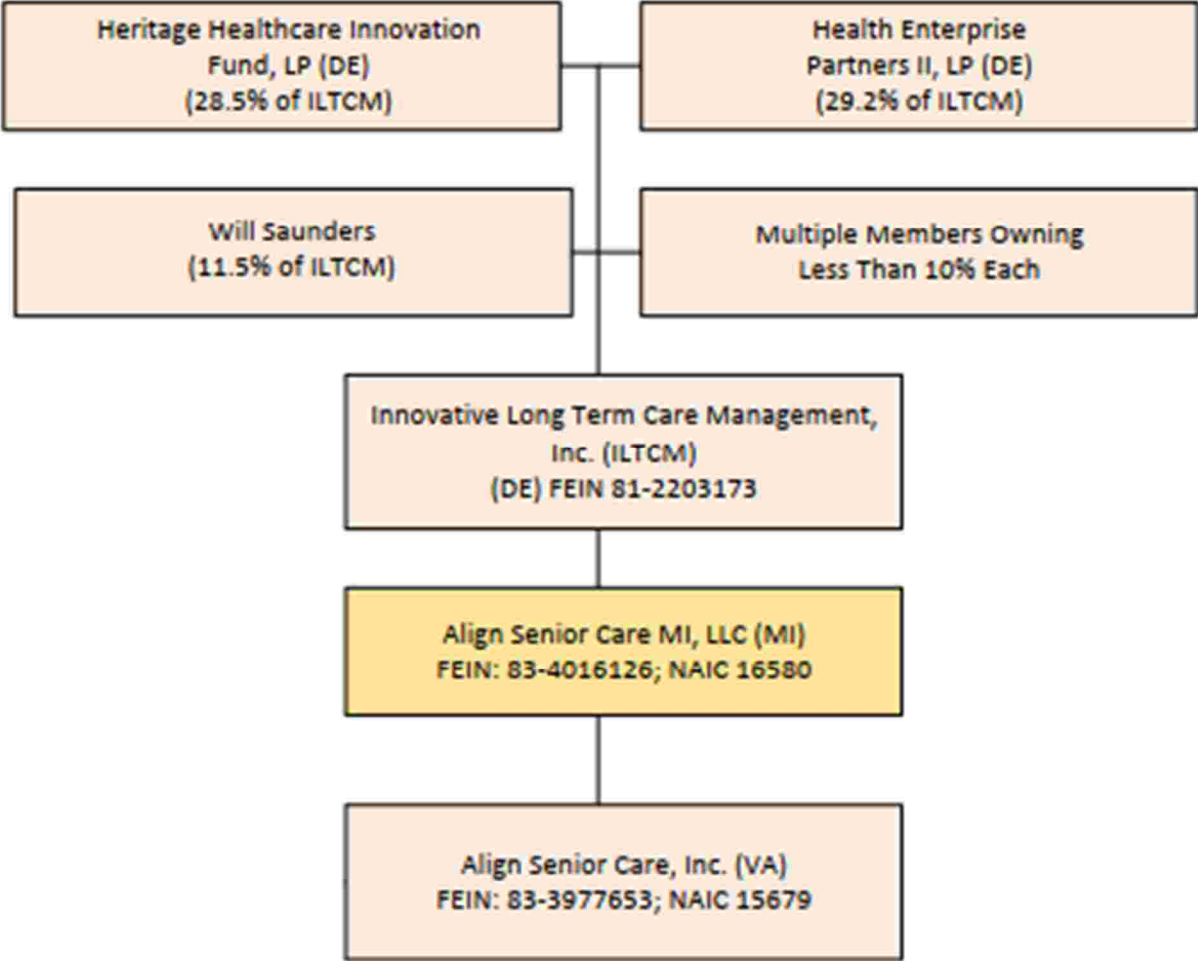 Heritage Healthcare Innovation
Fund, LP (DE)
(28.5% of ILTCM)
Health Enterprise
Partners II, LP (DE)
(29.2% of ILTCM)
Will Saunders
(11.5% of ILTCM)
Multiple Members Owning
Less Than 10% Each
Innovative Long Term Care Management,
Inc. (ILTCM)
(DE) FEIN 81-2203173
Align Senior Care MI, LLC (MI)
FEIN: 83-4016126; NAIC 16580
Align Senior Care, Inc. (VA)
FEIN: 83-3977653; NAIC 15679